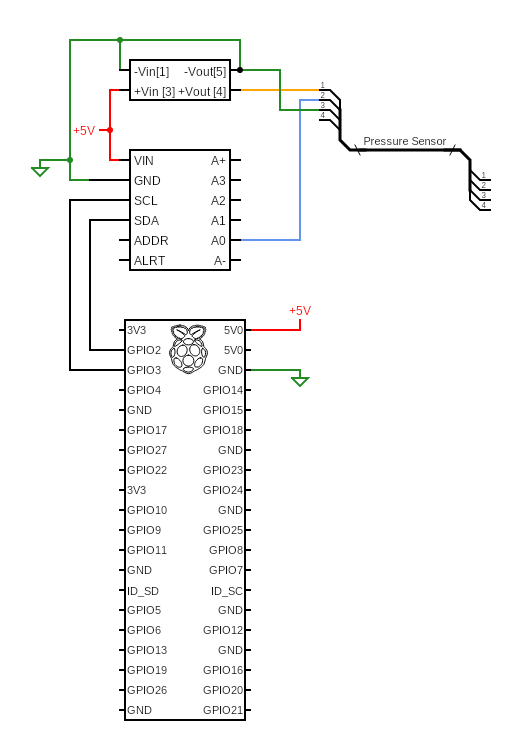 -Vin[1] -Vout[5]
+Vin [3] +Vout [4]
1
2
3
4
+5V
Pressure Sensor
VIN A+
GND A3
SCL A2
SDA A1
ADDR A0
ALRT A-
1
2
3
4
+5V
3V3 5V0
GPIO2 5V0
GPIO3 GND
GPIO4 GPIO14
GND GPIO15
GPIO17 GPIO18
GPIO27 GND
GPIO22 GPIO23
3V3 GPIO24
GPIO10 GND
GPIO9 GPIO25
GPIO11 GPIO8
GND GPIO7
ID_SD ID_SC
GPIO5 GND
GPIO6 GPIO12
GPIO13 GND
GPIO19 GPIO16
GPIO26 GPIO20
GND GPIO21